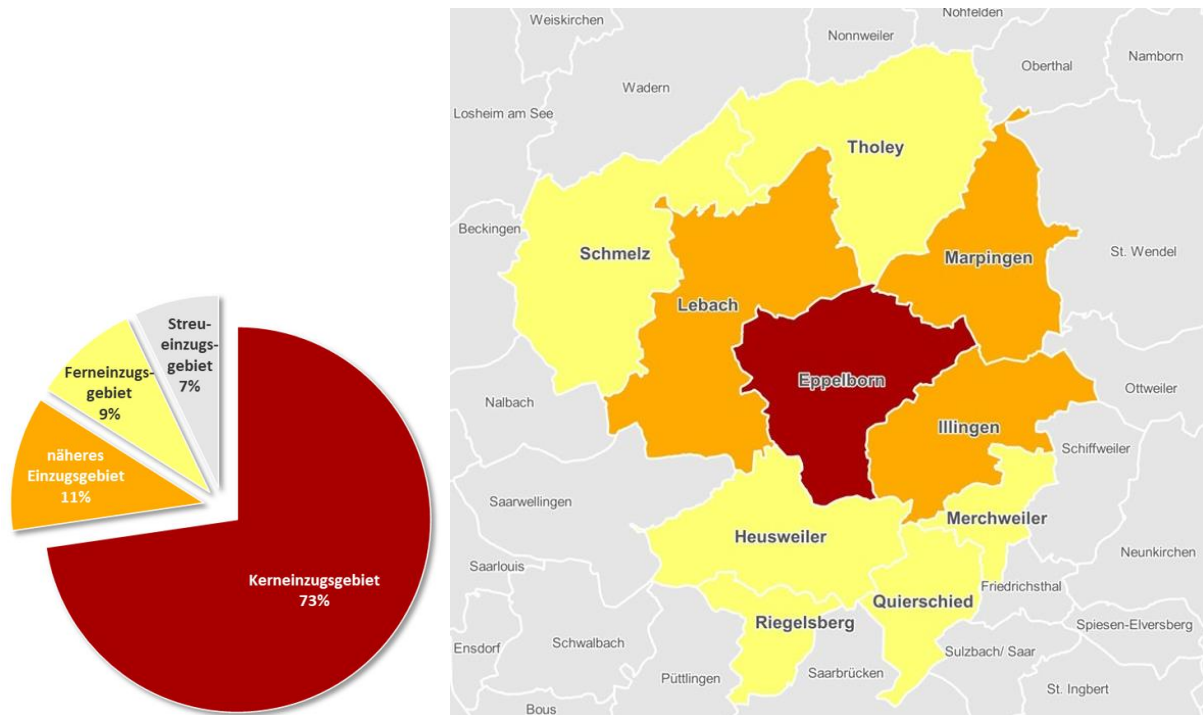 Streu-
einzugs-
gebiet
7%
Ferneinzugs-
gebiet
9%
näheres
Einzugsgebiet
11%
Kerneinzugsgebiet
73%
Weiskirchen
Nonnweiler
Nohfelden
Oberthal
Namborn
Wadern
Losheim am See
Tholey
Beckingen
Schmelz
Marpingen
St. Wendel
Lebach
Eppelborn
Nalbach
Illingen
Ottweiler
Schiffweiler
Saarwellingen
Merchweiler
Heusweiler
Neunkirchen
Saarlouis
Friedrichsthal
Quierschied
Riegelsberg
Spiesen-Elversberg
Schwalbach
Ensdorf
Sulzbach/ Saar
Saarbrücken
Püttlingen
St. Ingbert
Bous